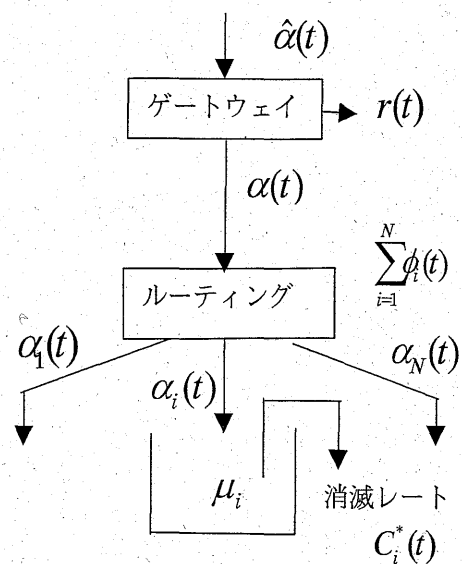 α̂(t)
ゲートウェイ
r(t)
α(t)
∑_{i=1}^{N} ϕ_i(t)
ルーティング
α_1(t)
α_N(t)
α_i(t)
μ_i
消滅レート
C_i^*(t)